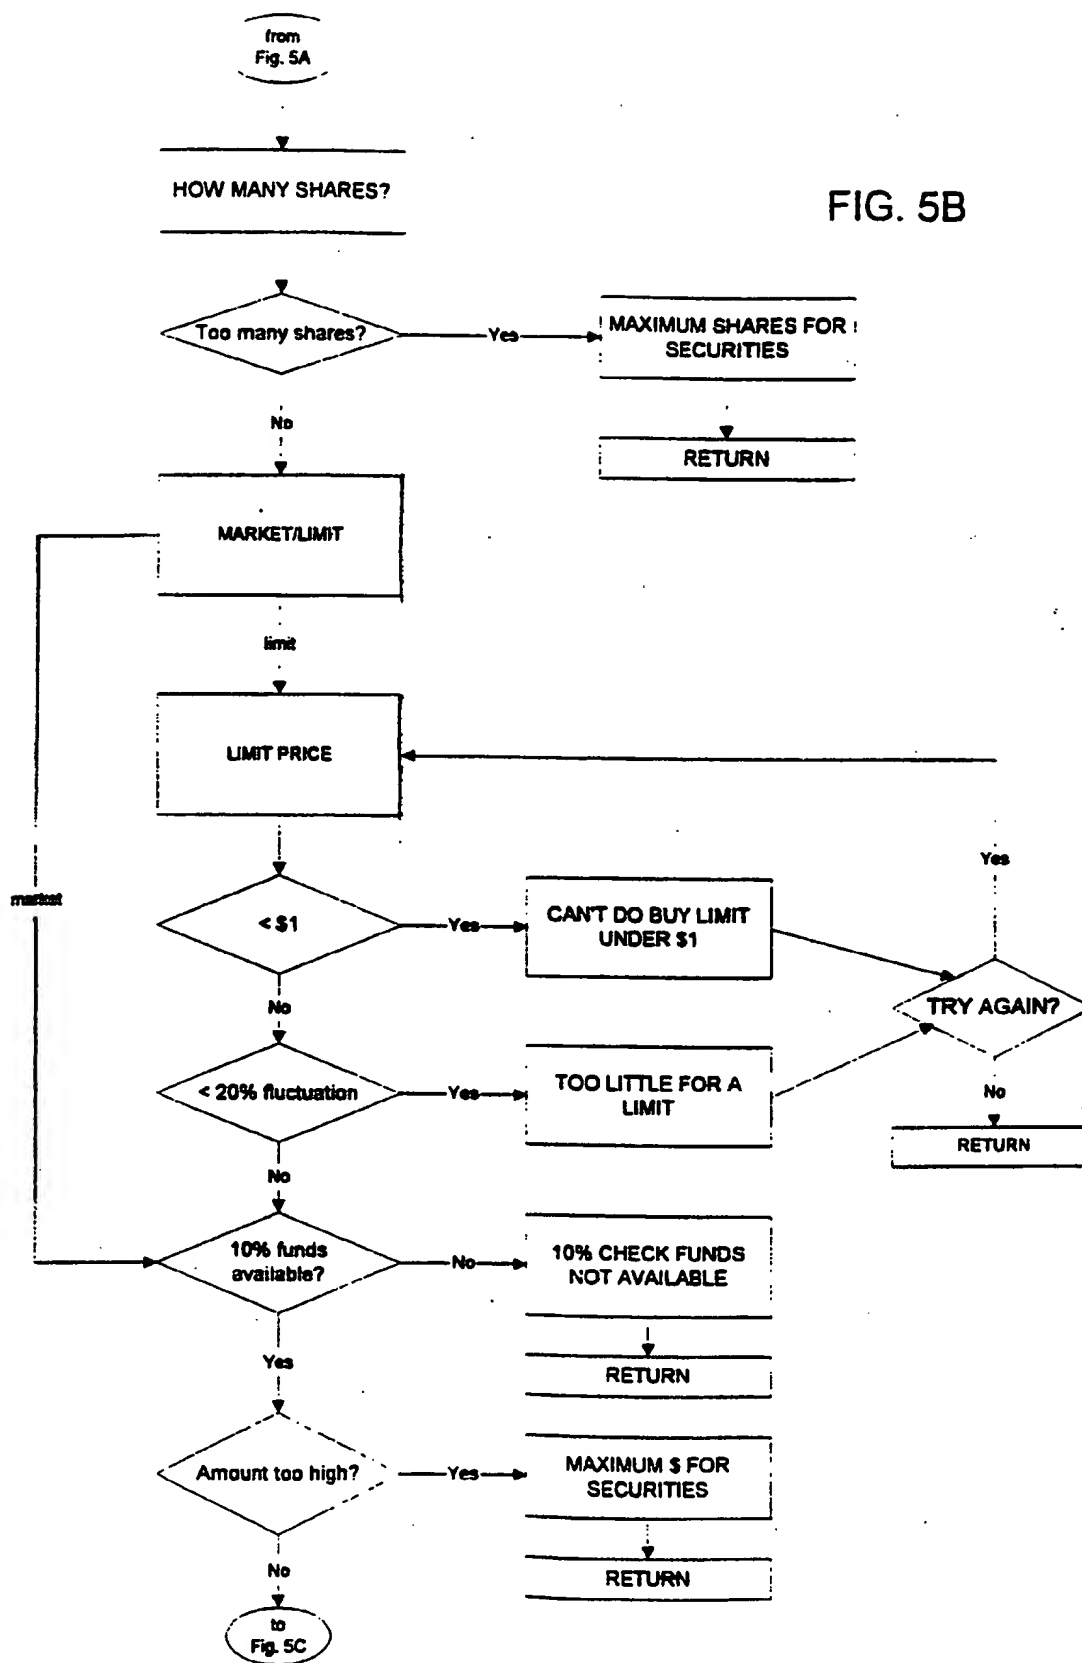 from
Fig. 5A
HOW MANY SHARES?
FIG. 5B
Too many shares?
Yes
MAXIMUM SHARES FOR
SECURITIES
No
RETURN
MARKET/LIMIT
limit
LIMIT PRICE
market
Yes
< $1
Yes
CAN'T DO BUY LIMIT
UNDER $1
TRY AGAIN?
No
< 20% fluctuation
Yes
TOO LITTLE FOR A
LIMIT
No
RETURN
No
10% funds
available?
No
10% CHECK FUNDS
NOT AVAILABLE
Yes
RETURN
Amount too high?
Yes
MAXIMUM $ FOR
SECURITIES
No
RETURN
to
Fig. 5C